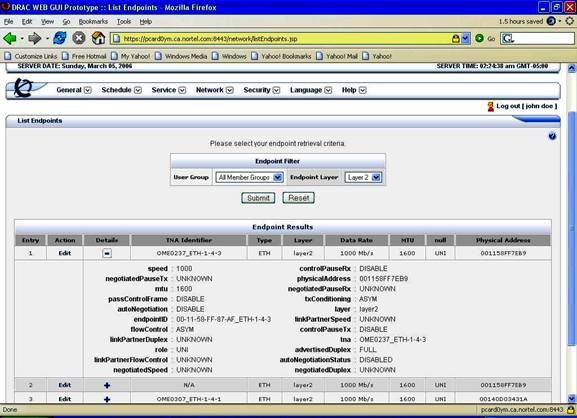 DRAC WEB GUI Prototype :: List Endpoints - Mozilla Firefox
File Edit View Go Bookmarks Tools Help 1.5 hours saved
https://pcard0ym.ca.nortel.com:8443/network/listEndpoints.jsp Go
Customize Links Free Hotmail My Yahoo! Windows Media Windows Yahoo! Bookmarks Yahoo! Mail Yahoo!
SERVER DATE: Sunday, March 05, 2006 SERVER TIME: 02:24:38 am GMT-05:00
General Schedule Service Network Security Language Help
Log out [ john doe ]
List Endpoints
Please select your endpoint retrieval criteria.
Endpoint Filter
User Group All Member Groups Endpoint Layer Layer 2
Submit Reset
Endpoint Results
Entry Action Details TNA Identifier Type Layer Data Rate MTU null Physical Address
1 Edit OME0237_ETH-1-4-3 ETH layer2 1000 Mb/s 1600 UNI 001158FF7EB9
speed : 1000 controlPauseRx : DISABLE
negotiatedPauseTx : UNKNOWN physicalAddress : 001158FF7EB9
mtu : 1600 negotiatedPauseRx : UNKNOWN
passControlFrame : DISABLE txConditioning : ASYM
autoNegotiation : DISABLE layer : layer2
endpointID : 00-11-58-FF-87-AF_ETH-1-4-3 linkPartnerSpeed : UNKNOWN
flowControl : ASYM controlPauseTx : DISABLE
linkPartnerDuplex : UNKNOWN tna : OME0237_ETH-1-4-3
role : UNI advertisedDuplex : FULL
linkPartnerFlowControl : UNKNOWN autoNegotiationStatus : DISABLED
negotiatedSpeed : UNKNOWN negotiatedDuplex : UNKNOWN
2 Edit N/A ETH layer2 1000 Mb/s 1600 UNI 001158FF7EB9
3 Edit OME0307_ETH-1-4-1 ETH layer2 1000 Mb/s 1600 UNI 00140D03431A
Done pcard0ym.ca.nortel.com:8443